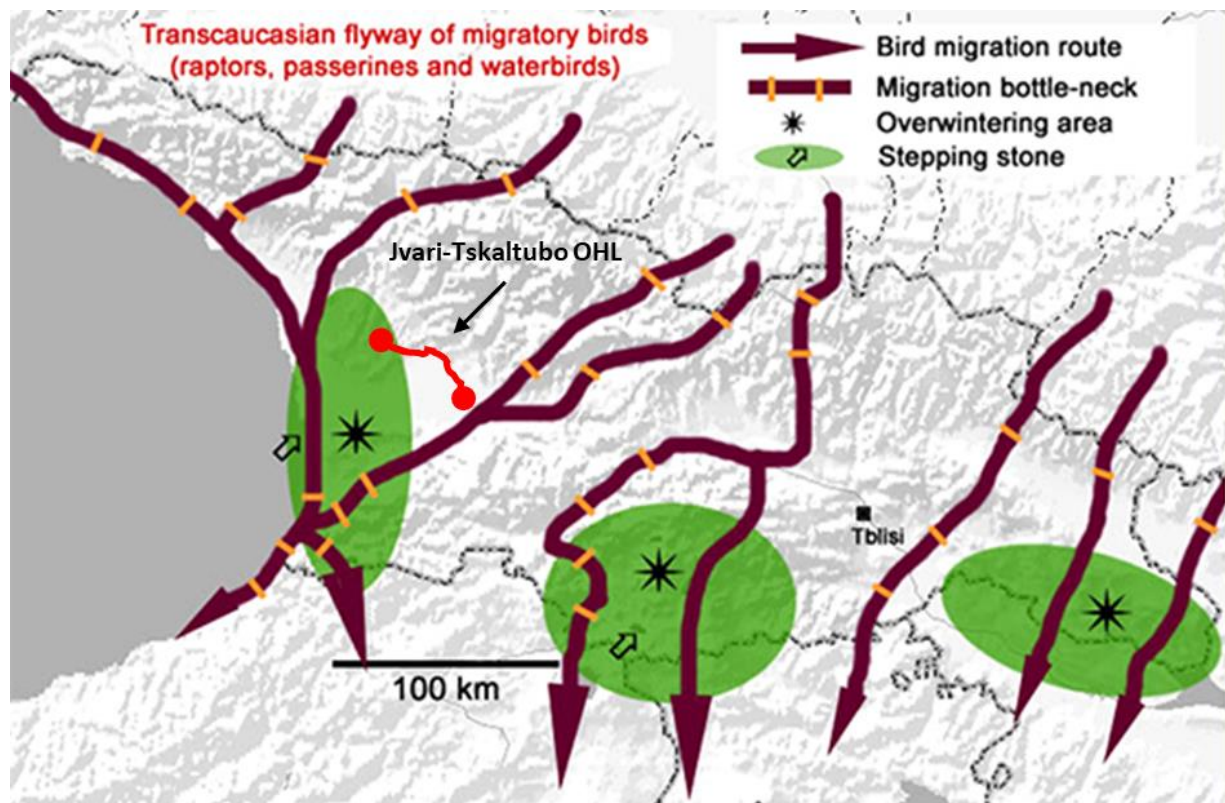 Transcaucasian flyway of migratory birds
(raptors, passerines and waterbirds)
Bird migration route
Migration bottle-neck
Overwintering area
Stepping stone
Jvari-Tskaltubo OHL
Tblisi
100 km